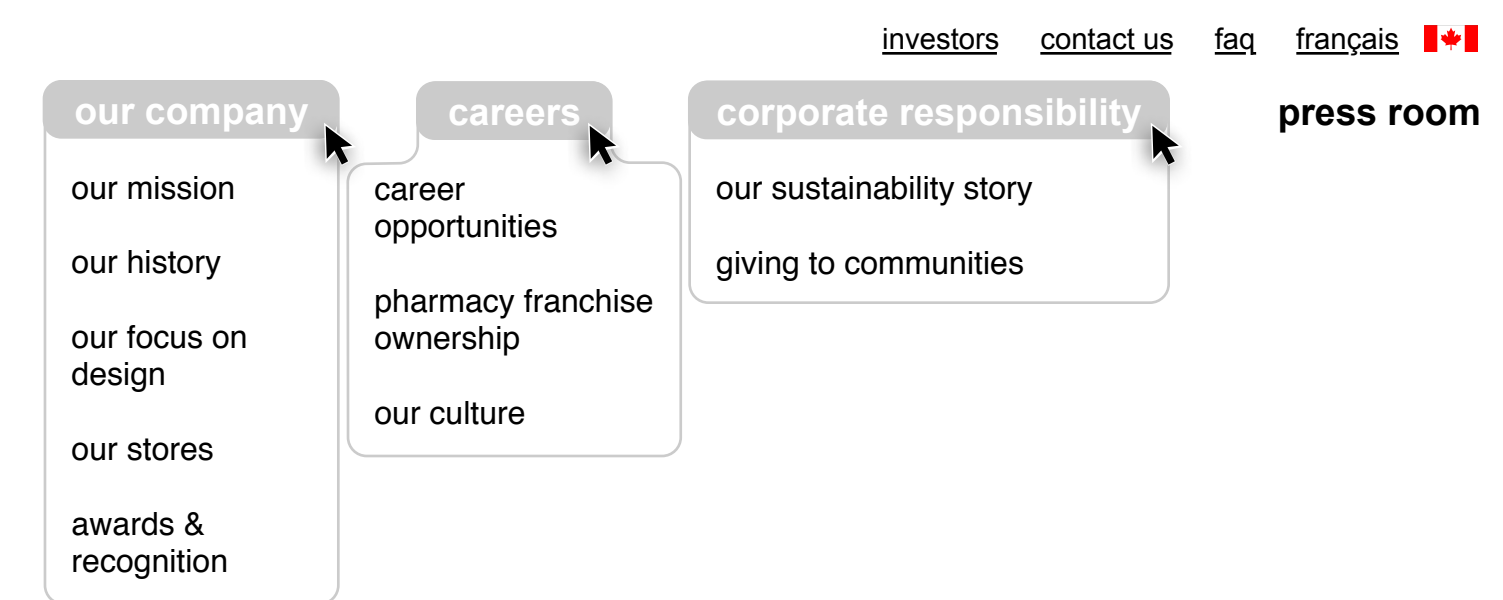 investors contact us faq français
our company careers corporate responsibility press room
our mission
our history
our focus on
design
our stores
awards &
recognition
career
opportunities
pharmacy franchise
ownership
our culture
our sustainability story
giving to communities